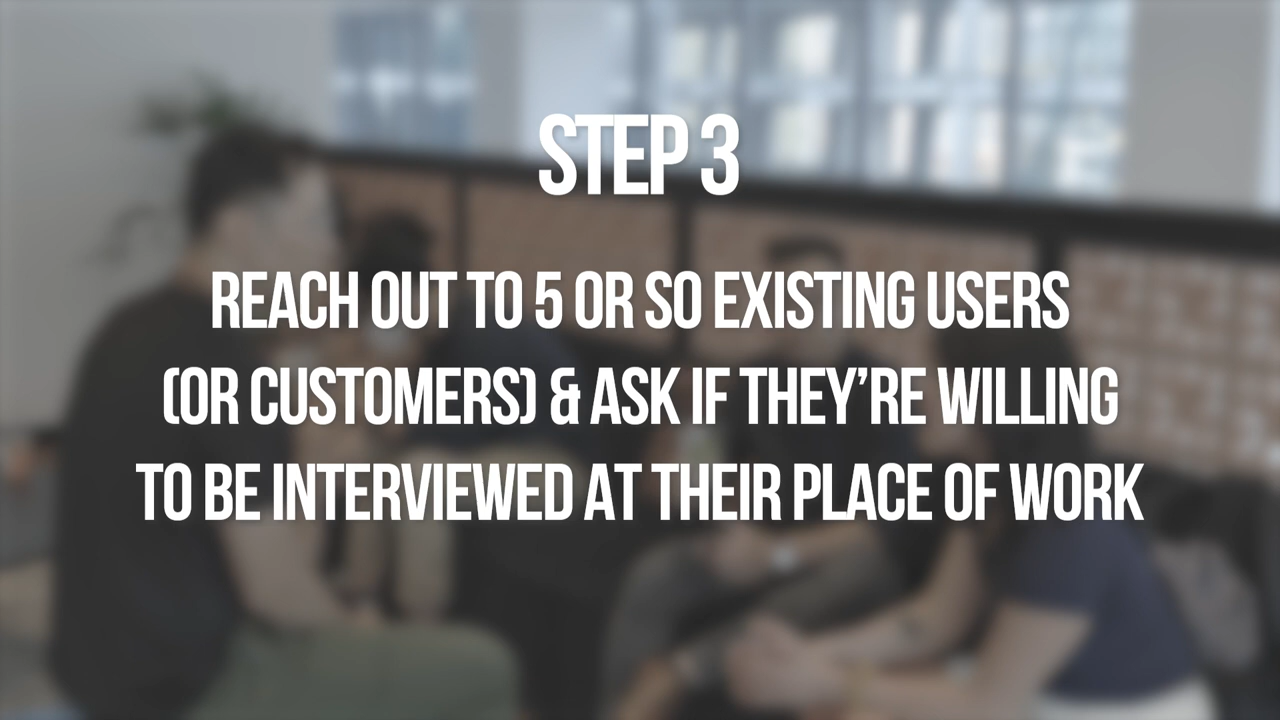 STEP 3
REACH OUT TO 5 OR SO EXISTING USERS
(OR CUSTOMERS) & ASK IF THEY’RE WILLING
TO BE INTERVIEWED AT THEIR PLACE OF WORK